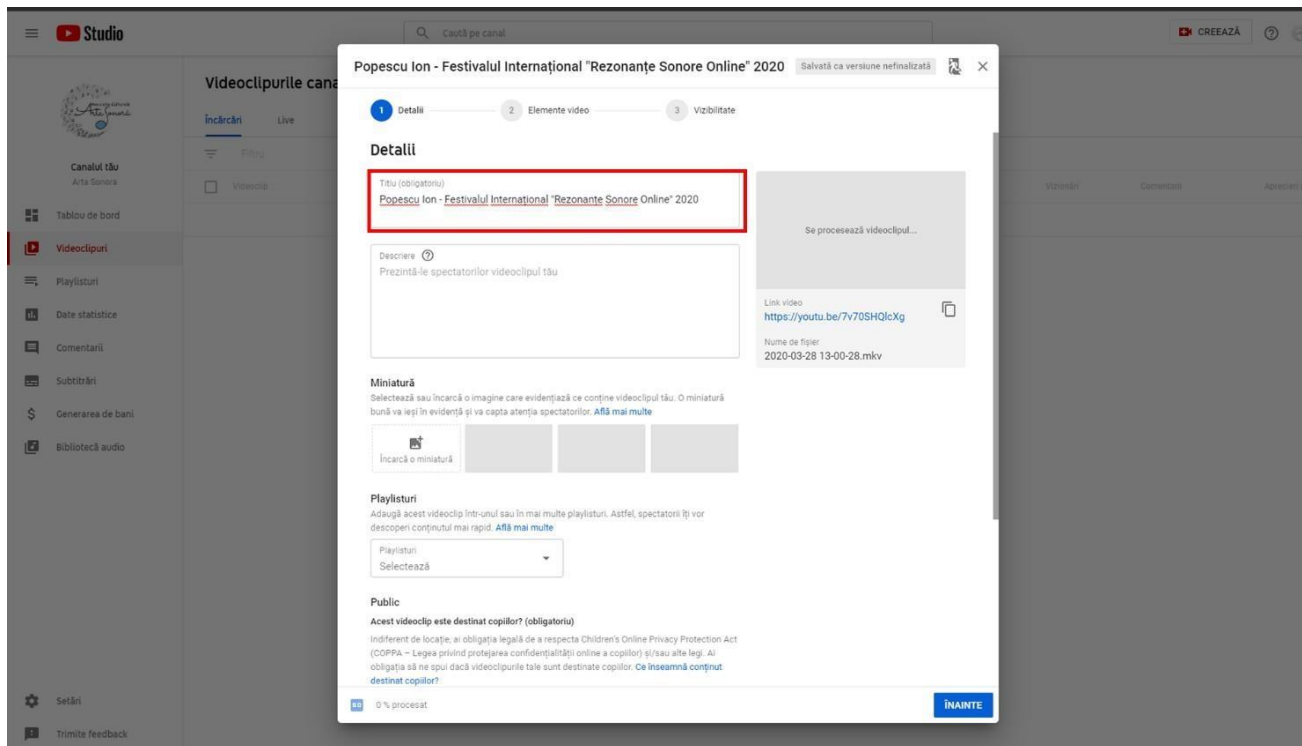 Studio
Caută pe canal
CREEAZĂ
Arta Sonoră
Canalul tău
Arta Sonora
Tablou de bord
Videoclipuri
Playlisturi
Date statistice
Comentarii
Subtitrări
Generarea de bani
Bibliotecă audio
Setări
Trimite feedback
Videoclipurile cana
Încărcări Live
Filtru
Videoclip
Vizionări Comentarii Aprecieri
Popescu Ion - Festivalul Internațional "Rezonanțe Sonore Online" 2020 Salvată ca versiune nefinalizată
1 Detalii 2 Elemente video 3 Vizibilitate
Detalii
Titlu (obligatoriu)
Popescu Ion - Festivalul Internațional "Rezonanțe Sonore Online" 2020
Descriere
Prezintă-le spectatorilor videoclipul tău
Se procesează videoclipul...
Link video
https://youtu.be/7v70SHQlcXg
Nume de fișier
2020-03-28 13-00-28.mkv
Miniatură
Selectează sau încarcă o imagine care evidențiază ce conține videoclipul tău. O miniatură
bună va ieși în evidență și va capta atenția spectatorilor. Află mai multe
Încarcă o miniatură
Playlisturi
Adaugă acest videoclip într-unul sau în mai multe playlisturi. Astfel, spectatorii îți vor
descoperi conținutul mai rapid. Află mai multe
Playlisturi
Selectează
Public
Acest videoclip este destinat copiilor? (obligatoriu)
Indiferent de locație, ai obligația legală de a respecta Children's Online Privacy Protection Act
(COPPA – Legea privind protejarea confidențialității online a copiilor) și/sau alte legi. Ai
obligația să ne spui dacă videoclipurile tale sunt destinate copiilor. Ce înseamnă conținut
destinat copiilor?
SD 0 % procesat
ÎNAINTE